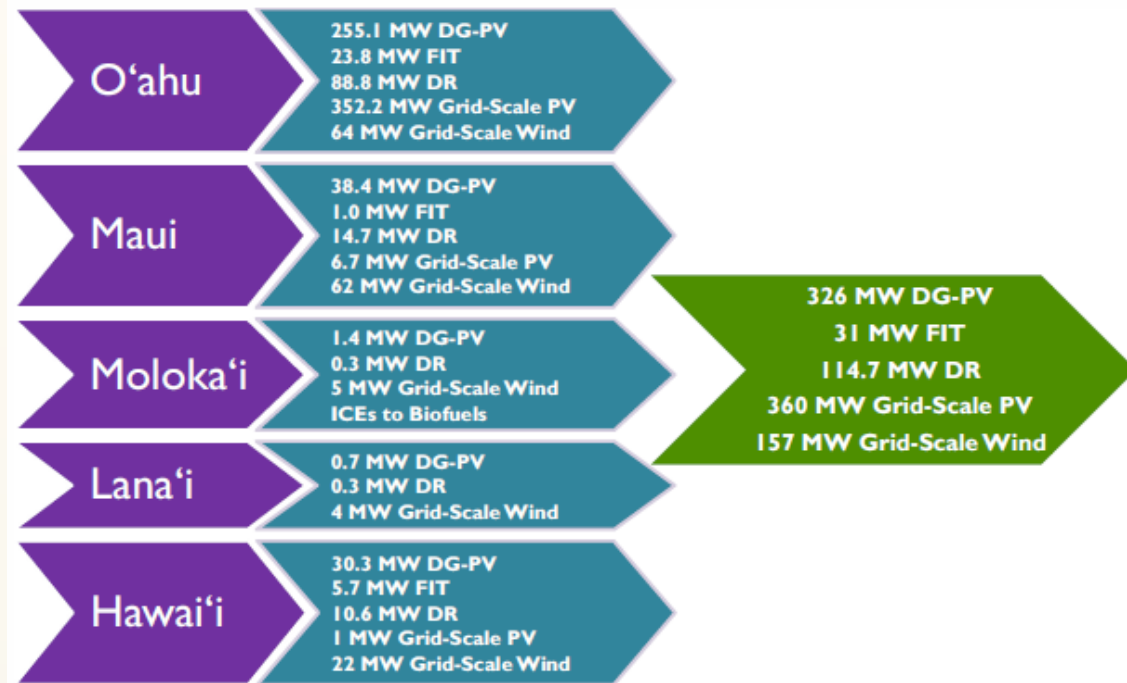 Oʻahu
255.1 MW DG-PV
23.8 MW FIT
88.8 MW DR
352.2 MW Grid-Scale PV
64 MW Grid-Scale Wind
Maui
38.4 MW DG-PV
1.0 MW FIT
14.7 MW DR
6.7 MW Grid-Scale PV
62 MW Grid-Scale Wind
Molokaʻi
1.4 MW DG-PV
0.3 MW DR
5 MW Grid-Scale Wind
ICEs to Biofuels
Lanaʻi
0.7 MW DG-PV
0.3 MW DR
4 MW Grid-Scale Wind
Hawaiʻi
30.3 MW DG-PV
5.7 MW FIT
10.6 MW DR
1 MW Grid-Scale PV
22 MW Grid-Scale Wind
326 MW DG-PV
31 MW FIT
114.7 MW DR
360 MW Grid-Scale PV
157 MW Grid-Scale Wind